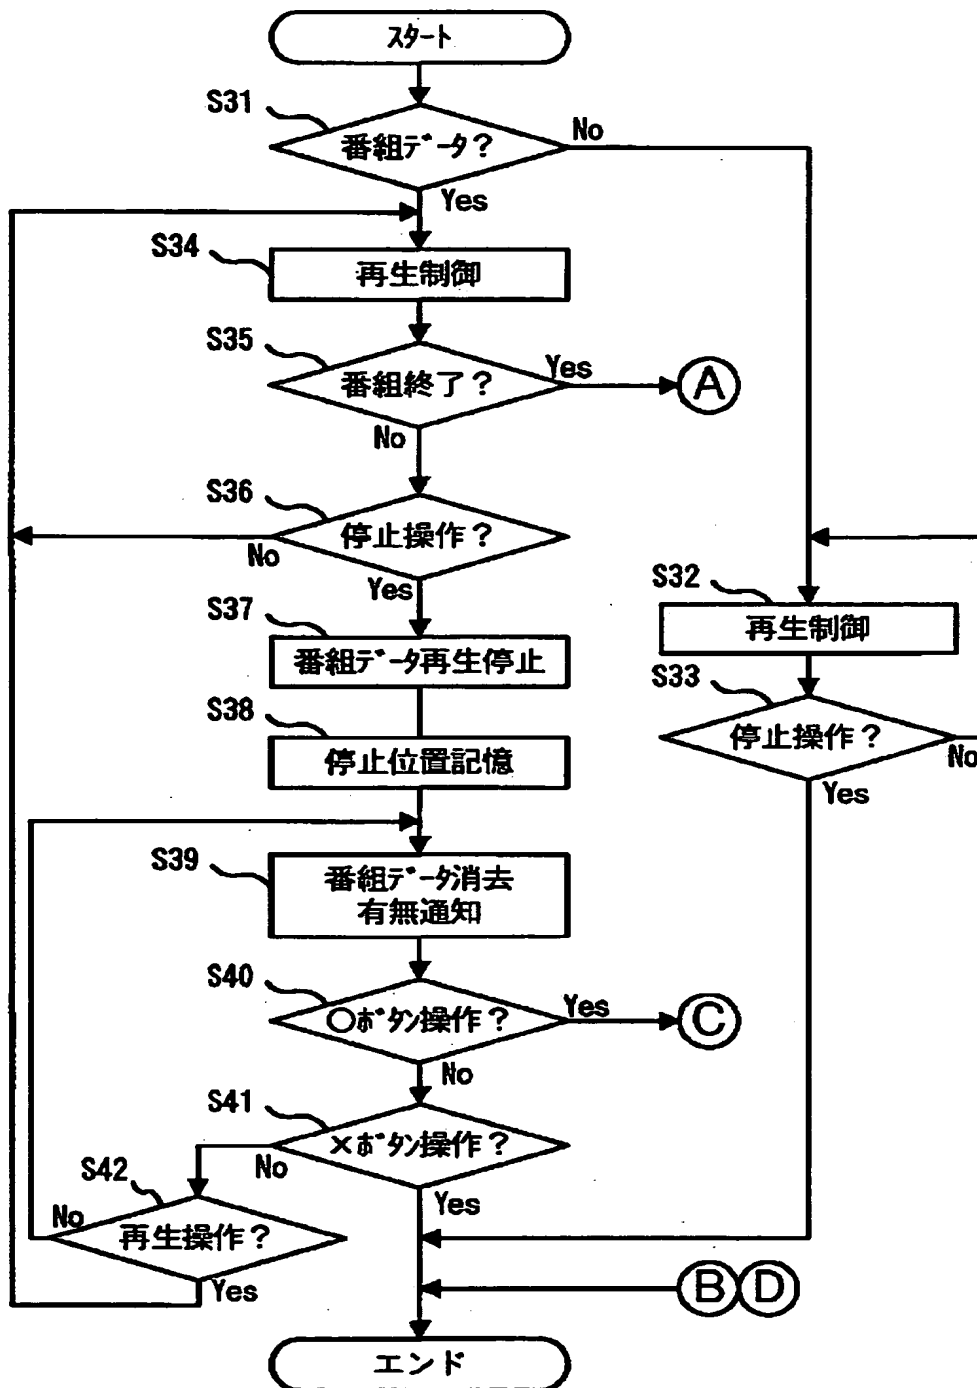 スタート
S31
番組データ?
No
Yes
S34
再生制御
S35
番組終了?
Yes
A
No
S36
停止操作?
No
Yes
S32
再生制御
S37
番組データ再生停止
S33
停止操作?
No
Yes
S38
停止位置記憶
S39
番組データ消去
有無通知
S40
○ボタン操作?
Yes
C
No
S41
×ボタン操作?
No
Yes
S42
再生操作?
No
Yes
B D
エンド